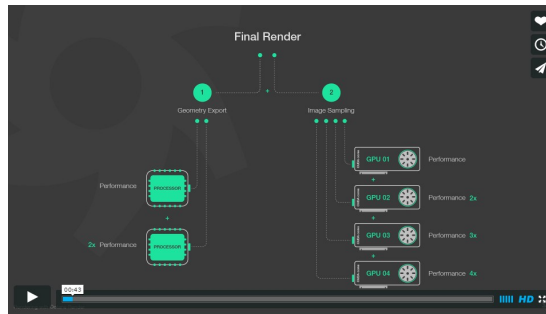 Final Render
1
2
+
Geometry Export
Image Sampling
GPU 01
Performance
+
Performance
PROCESSOR
GPU 02
Performance 2x
+
+
GPU 03
Performance 3x
2x Performance
PROCESSOR
+
GPU 04
Performance 4x
00:43
HD